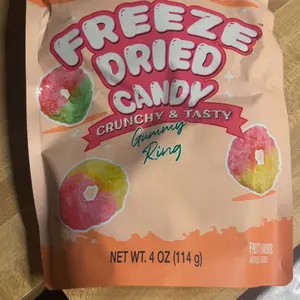 FREEZE
DRIED
CANDY
CRUNCHY & TASTY
Gummy
Ring
NET WT. 4 OZ (114 g)